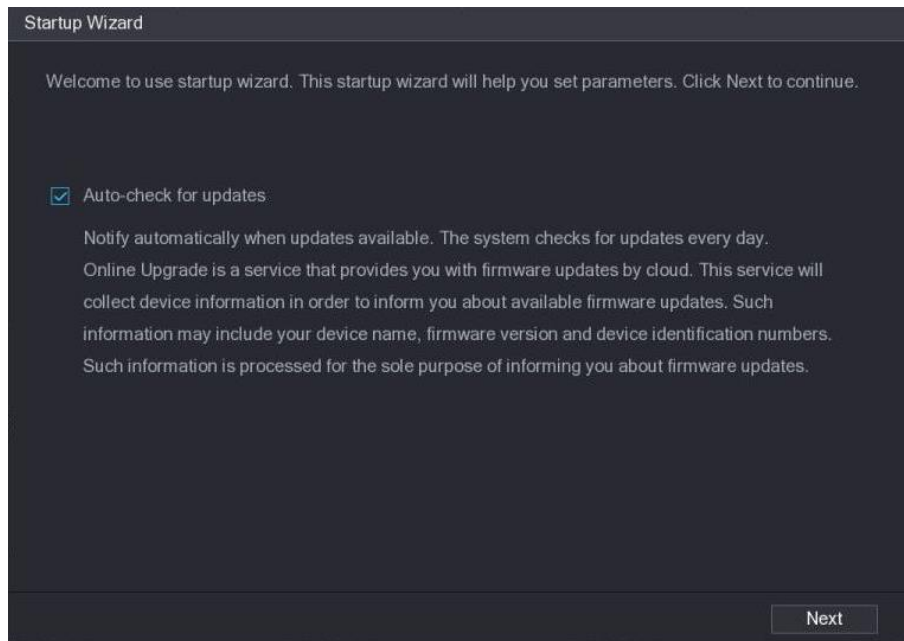 Startup Wizard
Welcome to use startup wizard. This startup wizard will help you set parameters. Click Next to continue.
Auto-check for updates
Notify automatically when updates available. The system checks for updates every day.
Online Upgrade is a service that provides you with firmware updates by cloud. This service will
collect device information in order to inform you about available firmware updates. Such
information may include your device name, firmware version and device identification numbers.
Such information is processed for the sole purpose of informing you about firmware updates.
Next